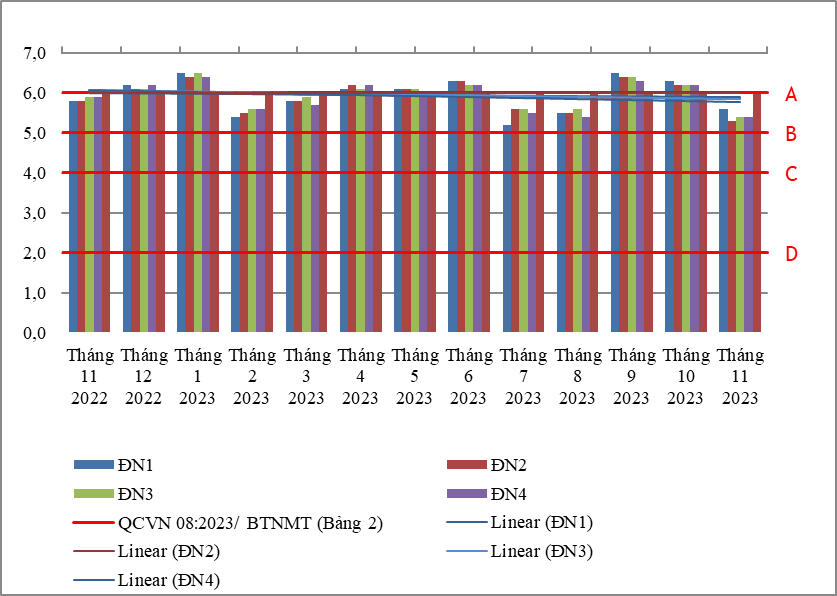 7,0
6,0
5,0
4,0
3,0
2,0
1,0
0,0
A
B
C
D
Tháng 11 2022
Tháng 12 2022
Tháng 1 2023
Tháng 2 2023
Tháng 3 2023
Tháng 4 2023
Tháng 5 2023
Tháng 6 2023
Tháng 7 2023
Tháng 8 2023
Tháng 9 2023
Tháng 10 2023
Tháng 11 2023
ĐN1
ĐN2
ĐN3
ĐN4
QCVN 08:2023/ BTNMT (Bảng 2)
Linear (ĐN1)
Linear (ĐN2)
Linear (ĐN3)
Linear (ĐN4)